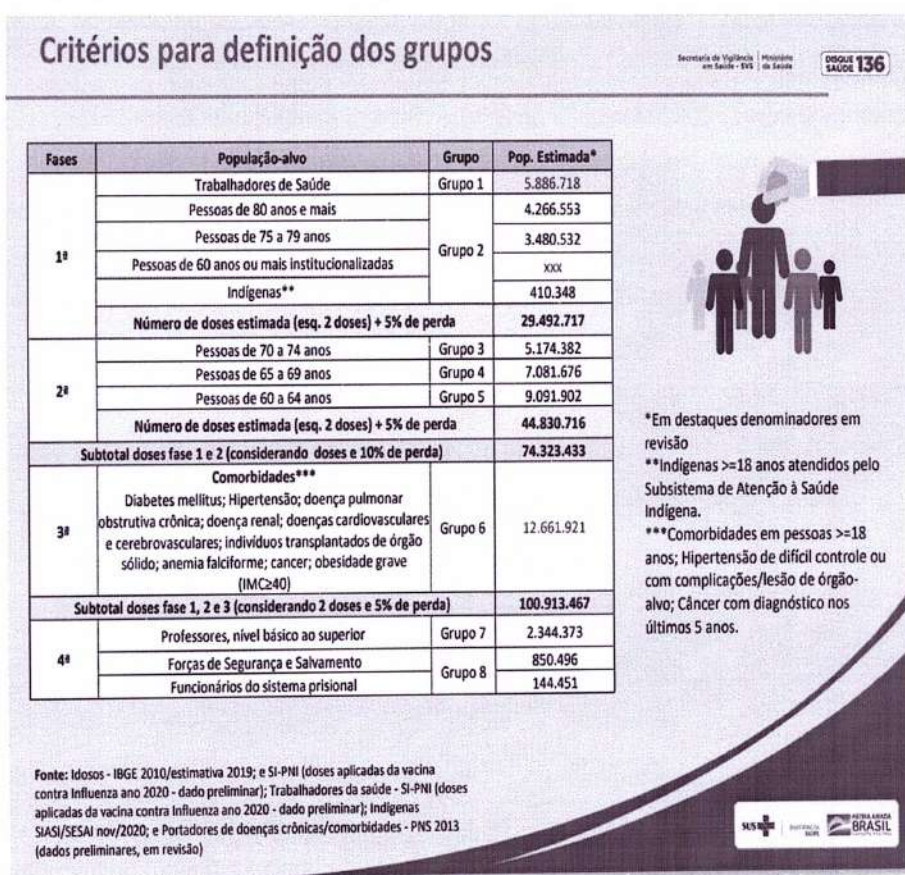 Critérios para definição dos grupos
Secretaria de Vigilância em Saúde - SVS
Ministério da Saúde
DISQUE SAÚDE 136
Fases População-alvo Grupo Pop. Estimada*
1ª
Trabalhadores de Saúde Grupo 1 5.886.718
Pessoas de 80 anos e mais 4.266.553
Pessoas de 75 a 79 anos 3.480.532
Grupo 2
Pessoas de 60 anos ou mais institucionalizadas xxx
Indígenas** 410.348
Número de doses estimada (esq. 2 doses) + 5% de perda 29.492.717
2ª
Pessoas de 70 a 74 anos Grupo 3 5.174.382
Pessoas de 65 a 69 anos Grupo 4 7.081.676
Pessoas de 60 a 64 anos Grupo 5 9.091.902
Número de doses estimada (esq. 2 doses) + 5% de perda 44.830.716
Subtotal doses fase 1 e 2 (considerando doses e 10% de perda) 74.323.433
3ª
Comorbidades***
Diabetes mellitus; Hipertensão; doença pulmonar
obstrutiva crônica; doença renal; doenças cardiovasculares
e cerebrovasculares; indivíduos transplantados de órgão
sólido; anemia falciforme; cancer; obesidade grave
(IMC≥40)
Grupo 6 12.661.921
Subtotal doses fase 1, 2 e 3 (considerando 2 doses e 5% de perda) 100.913.467
4ª
Professores, nível básico ao superior Grupo 7 2.344.373
Forças de Segurança e Salvamento 850.496
Grupo 8
Funcionários do sistema prisional 144.451
*Em destaques denominadores em
revisão
**Indígenas >=18 anos atendidos pelo
Subsistema de Atenção à Saúde
Indígena.
***Comorbidades em pessoas >=18
anos; Hipertensão de difícil controle ou
com complicações/lesão de órgão-
alvo; Câncer com diagnóstico nos
últimos 5 anos.
Fonte: Idosos - IBGE 2010/estimativa 2019; e SI-PNI (doses aplicadas da vacina
contra Influenza ano 2020 - dado preliminar); Trabalhadores da saúde - SI-PNI (doses
aplicadas da vacina contra Influenza ano 2020 - dado preliminar); Indígenas
SIASI/SESAI nov/2020; e Portadores de doenças crônicas/comorbidades - PNS 2013
(dados preliminares, em revisão)
SUS
PÁTRIA AMADA
BRASIL